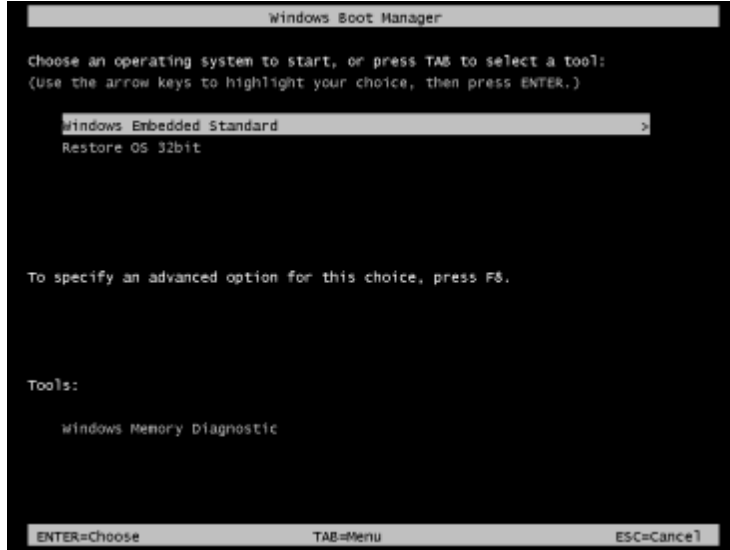 Windows Boot Manager
Choose an operating system to start, or press TAB to select a tool:
(Use the arrow keys to highlight your choice, then press ENTER.)
Windows Embedded Standard >
Restore OS 32bit
To specify an advanced option for this choice, press F8.
Tools:
Windows Memory Diagnostic
ENTER=Choose TAB=Menu ESC=Cancel